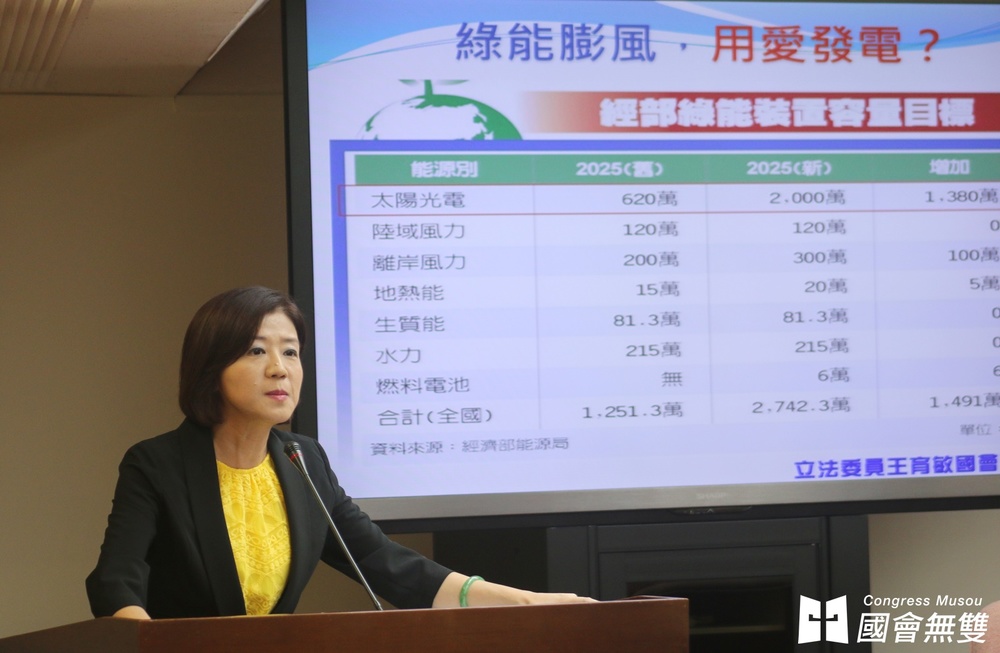 綠能膨風，用愛發電？
經部綠能裝置容量目標
能源別 2025(舊) 2025(新) 增加
太陽光電 620萬 2,000萬 1,380萬
陸域風力 120萬 120萬 0
離岸風力 200萬 300萬 100萬
地熱能 15萬 20萬 5萬
生質能 81.3萬 81.3萬 0
水力 215萬 215萬 0
燃料電池 無 6萬 6
合計(全國) 1,251.3萬 2,742.3萬 1,491萬
資料來源：經濟部能源局 單位：
立法委員王育敏國會
SHARP
Congress Musou
國會無雙